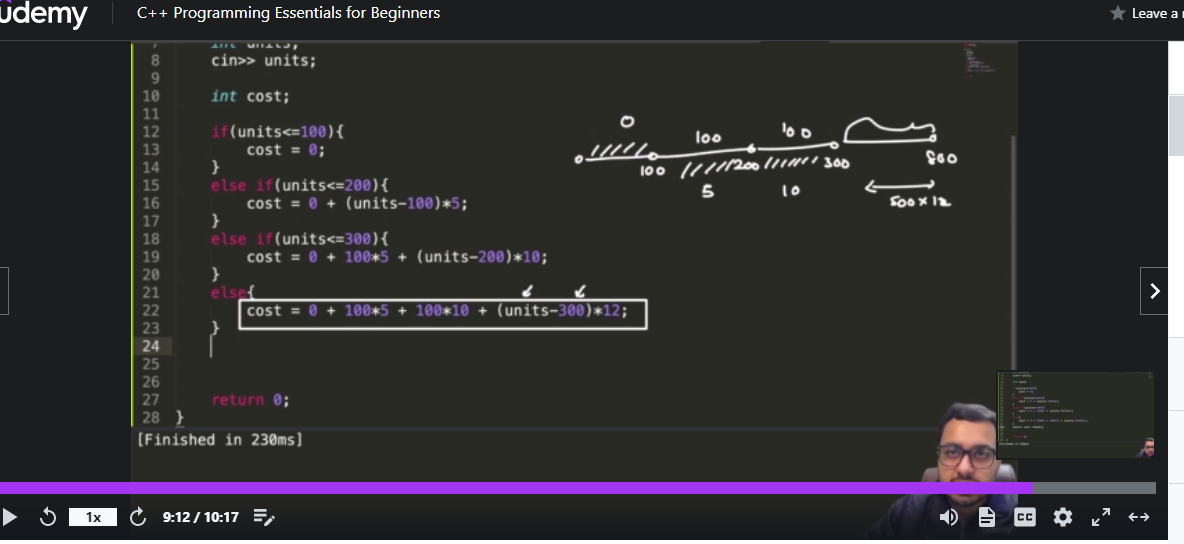 udemy
C++ Programming Essentials for Beginners
Leave a
7 int units;
8 cin>> units;
9
10 int cost;
11
12 if(units<=100){
13 cost = 0;
14 }
15 else if(units<=200){
16 cost = 0 + (units-100)*5;
17 }
18 else if(units<=300){
19 cost = 0 + 100*5 + (units-200)*10;
20 }
21 else{
22 cost = 0 + 100*5 + 100*10 + (units-300)*12;
23 }
24
25
26
27 return 0;
28 }
0
100 100
100 200 300 800
5 10 500 x 12
[Finished in 230ms]
1x 9:12 / 10:17 CC